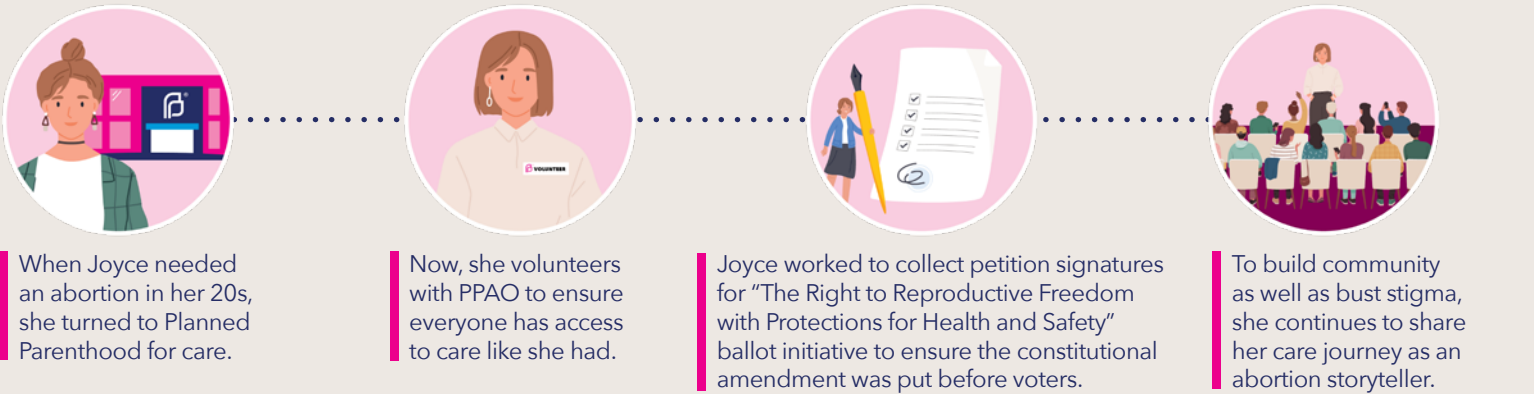 VOLUNTEER
When Joyce needed
an abortion in her 20s,
she turned to Planned
Parenthood for care.
Now, she volunteers
with PPAO to ensure
everyone has access
to care like she had.
Joyce worked to collect petition signatures
for “The Right to Reproductive Freedom
with Protections for Health and Safety”
ballot initiative to ensure the constitutional
amendment was put before voters.
To build community
as well as bust stigma,
she continues to share
her care journey as an
abortion storyteller.